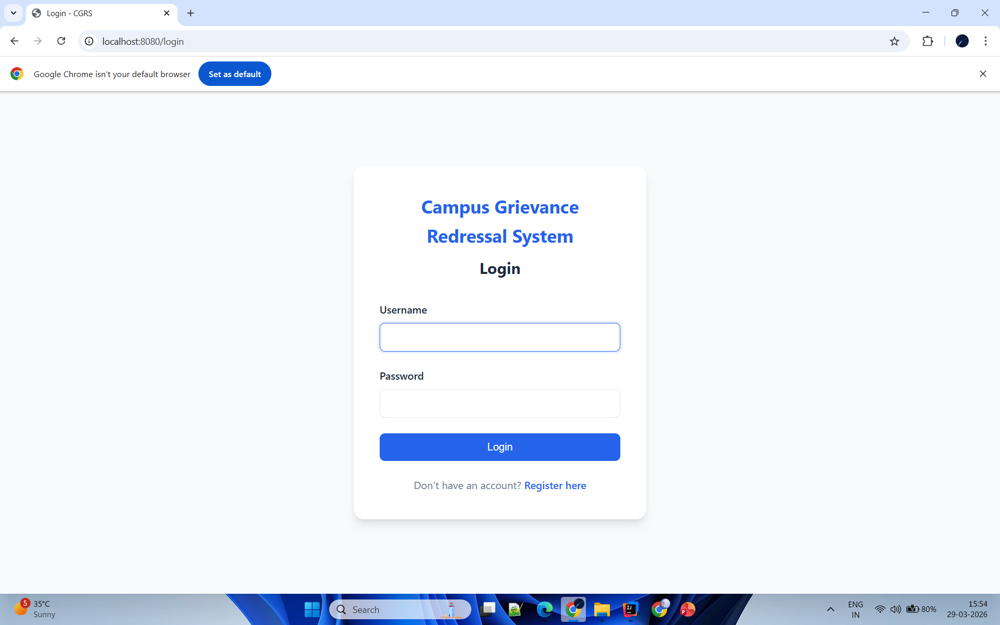 Login - CGRS
localhost:8080/login
Google Chrome isn't your default browser
Set as default
Campus Grievance
Redressal System
Login
Username
Password
Login
Don't have an account? Register here
5
35°C
Sunny
Search
ENG
IN
80%
15:54
29-03-2026